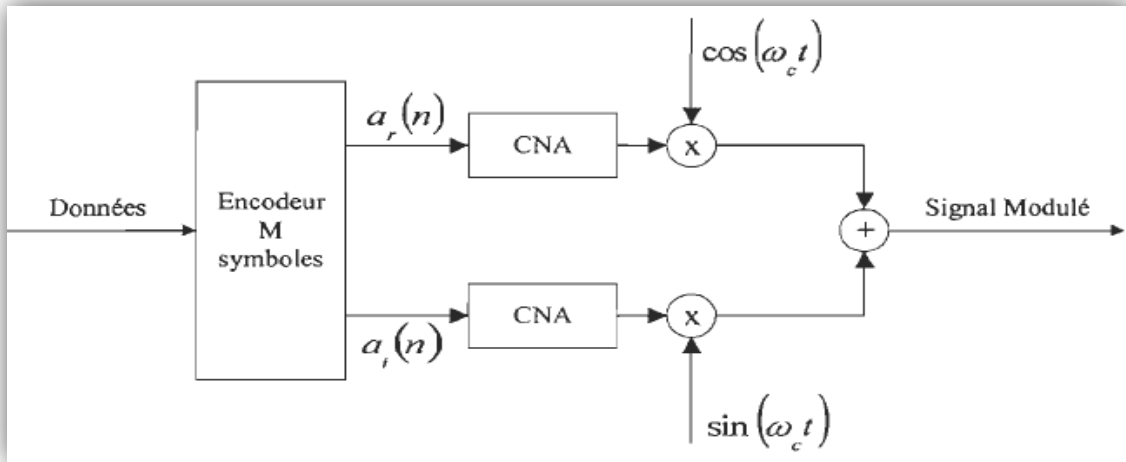 cos(ω_c t)
a_r(n)
CNA
x
Données
Encodeur
M
symboles
+
Signal Modulé
CNA
x
a_i(n)
sin(ω_c t)